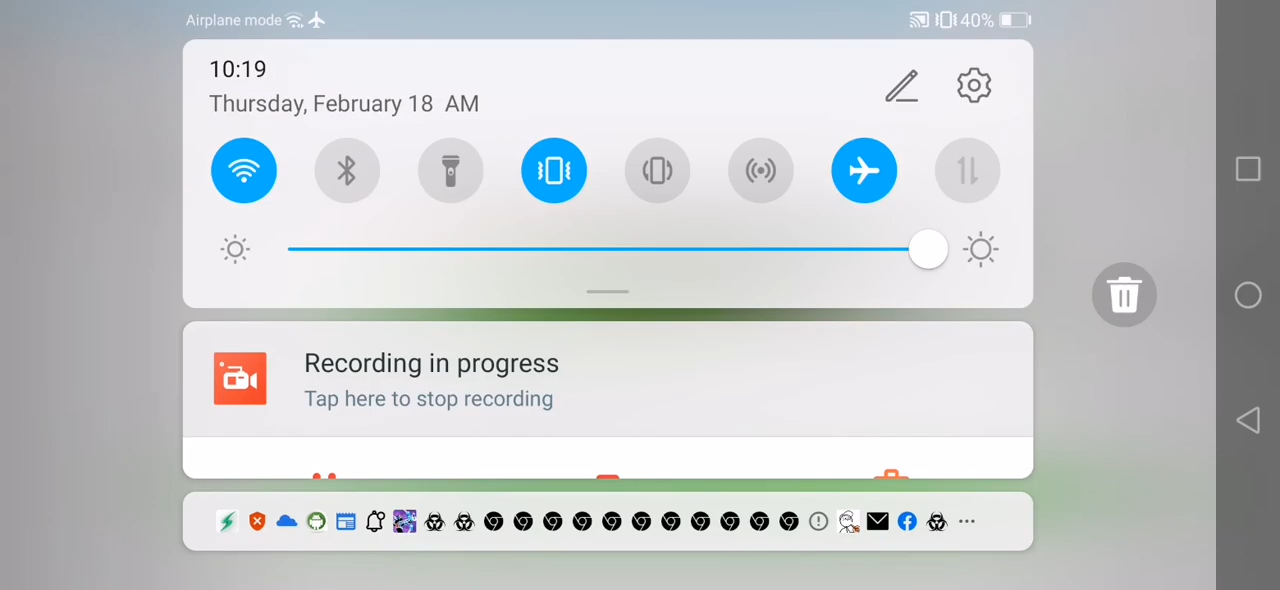 Airplane mode
40%
10:19
Thursday, February 18 AM
Recording in progress
Tap here to stop recording